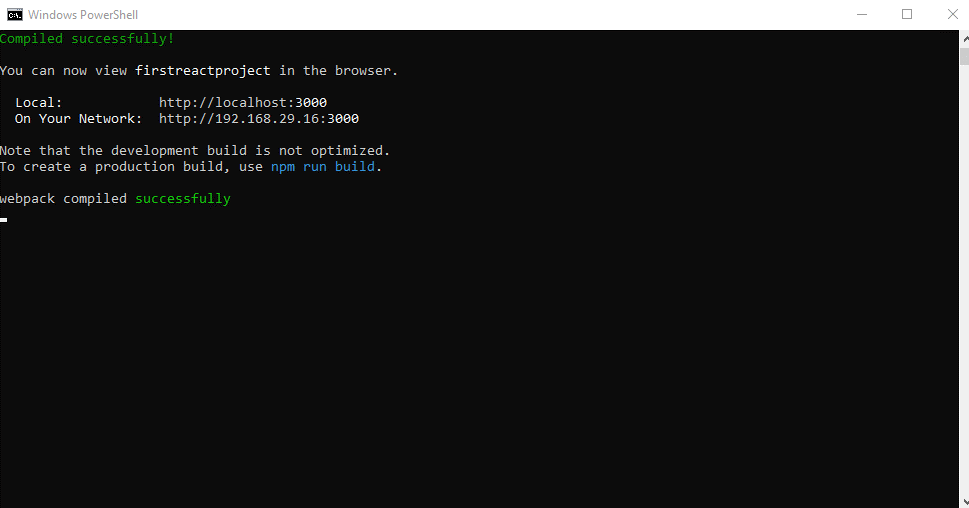 Windows PowerShell
Compiled successfully!
You can now view firstreactproject in the browser.
Local: http://localhost:3000
On Your Network: http://192.168.29.16:3000
Note that the development build is not optimized.
To create a production build, use npm run build.
webpack compiled successfully